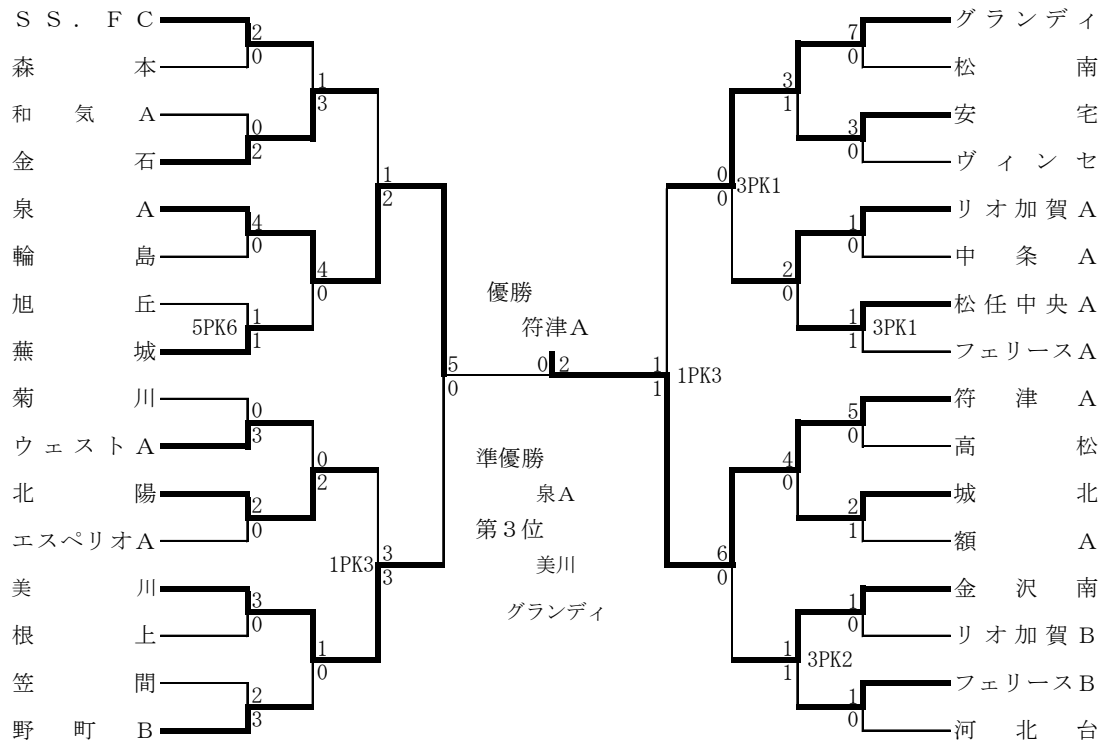 ＳＳ．ＦＣ
森本
和気Ａ
金石
泉Ａ
輪島
旭丘
蕪城
菊川
ウェストＡ
北陽
エスペリオＡ
美川
根上
笠間
野町Ｂ
2
0
0
2
4
0
1
1
5PK6
0
3
2
0
3
0
2
3
1
3
4
0
0
2
1
0
1
2
1PK3
3
3
5
0
優勝
符津Ａ
0 2
準優勝
泉Ａ
第３位
美川
グランディ
1
1
1PK3
0
0
3PK1
6
0
3
1
2
0
4
0
1
1
3PK2
7
0
3
0
1
0
1
1
3PK1
5
0
2
1
1
0
1
0
グランディ
松南
安宅
ヴィンセ
リオ加賀Ａ
中条Ａ
松任中央Ａ
フェリースＡ
符津Ａ
高松
城北
額Ａ
金沢南
リオ加賀Ｂ
フェリースＢ
河北台